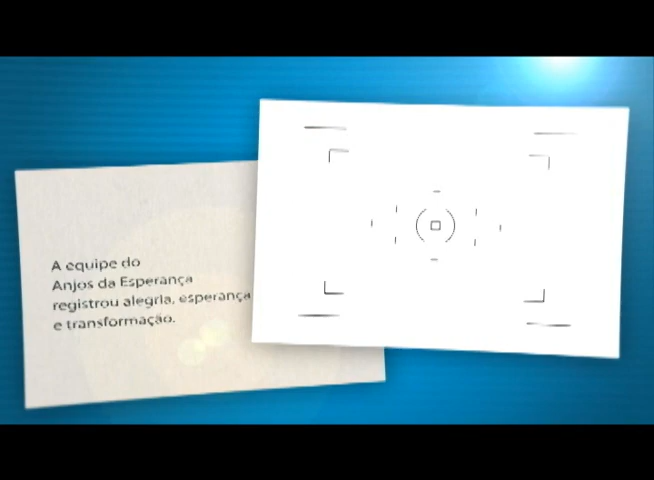 A equipe do
Anjos da Esperança
registrou alegria, esperança
e transformação.